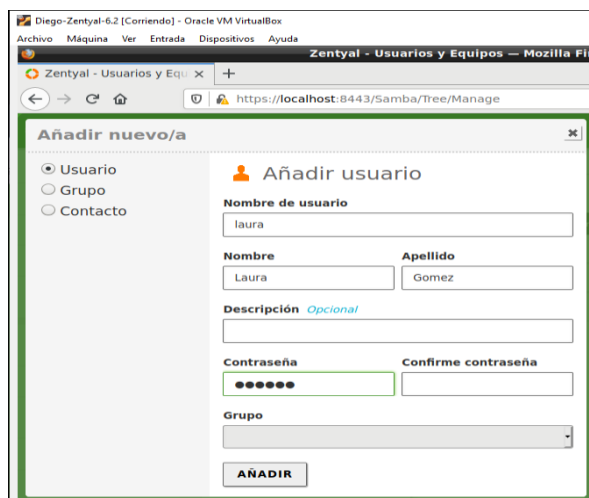 Diego-Zentyal-6.2 [Corriendo] - Oracle VM VirtualBox
Archivo Máquina Ver Entrada Dispositivos Ayuda
Zentyal - Usuarios y Equipos — Mozilla Fi
Zentyal - Usuarios y Equ
https://localhost:8443/Samba/Tree/Manage
Añadir nuevo/a
Usuario
Grupo
Contacto
Añadir usuario
Nombre de usuario
laura
Nombre Apellido
Laura Gomez
Descripción Opcional
Contraseña Confirme contraseña
Grupo
AÑADIR